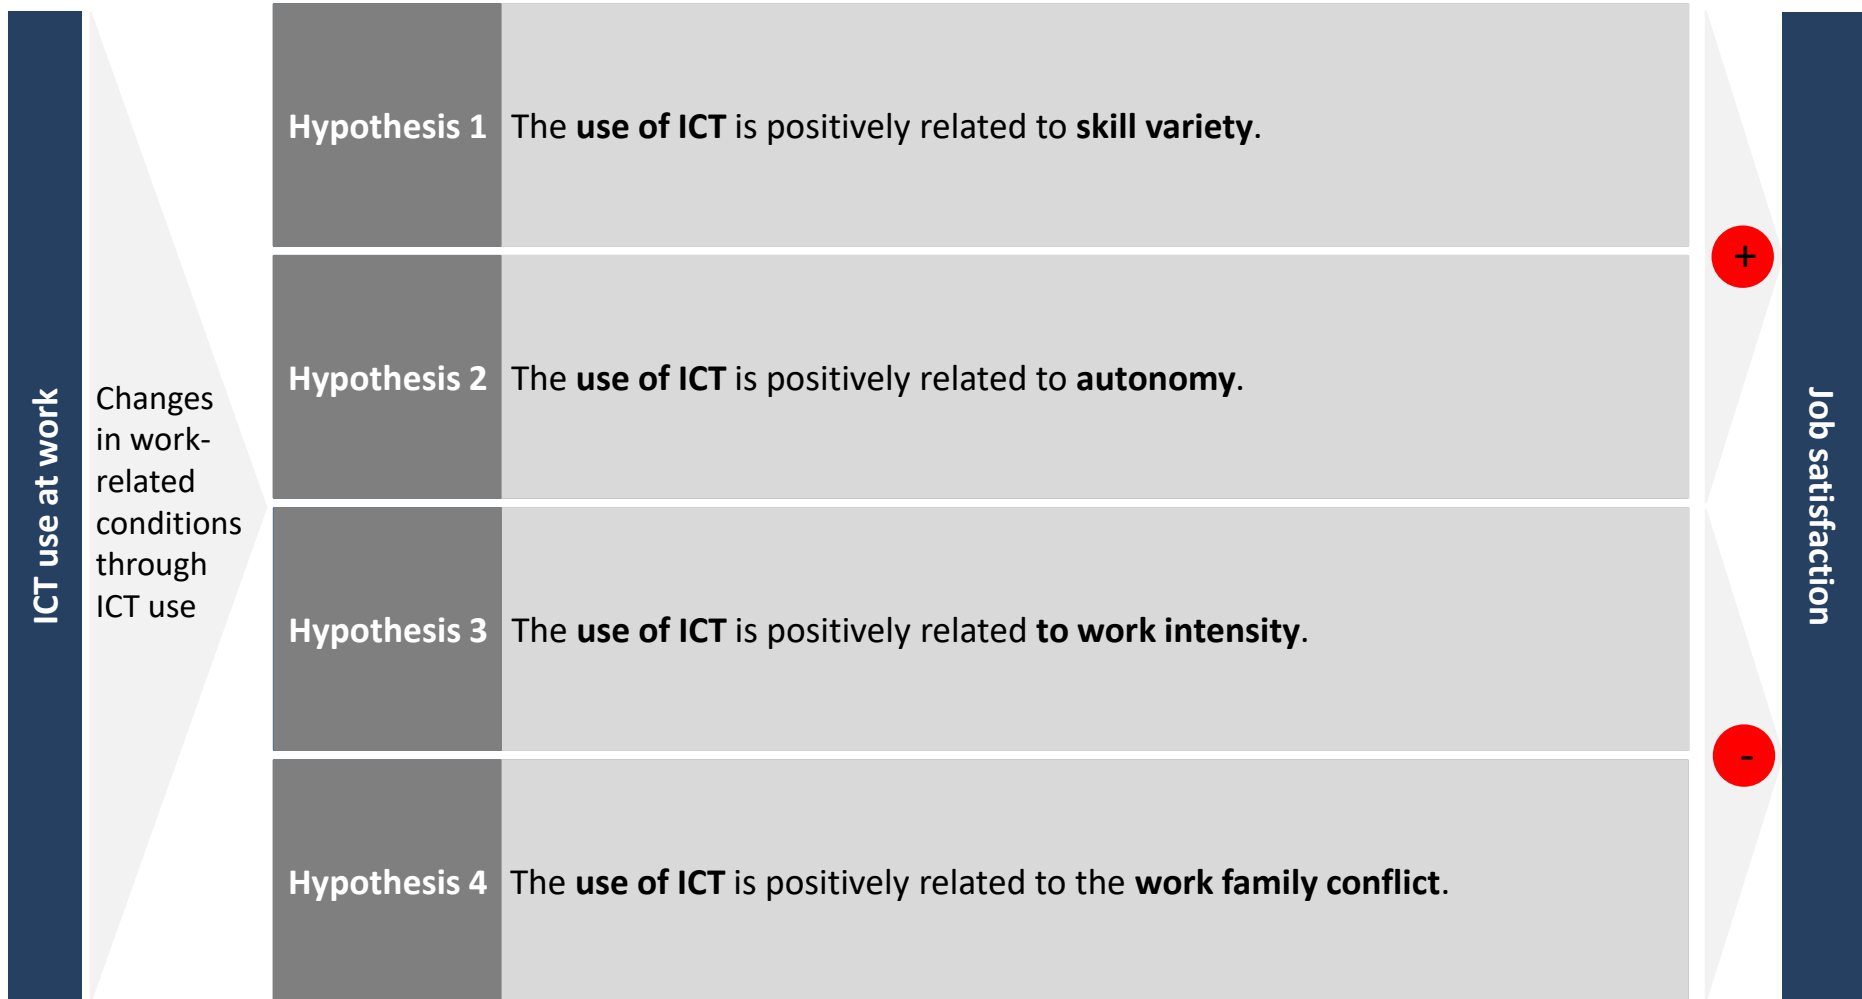 ICT use at work
Changes
in work-
related
conditions
through
ICT use
Hypothesis 1
The use of ICT is positively related to skill variety.
Hypothesis 2
The use of ICT is positively related to autonomy.
Hypothesis 3
The use of ICT is positively related to work intensity.
Hypothesis 4
The use of ICT is positively related to the work family conflict.
+
-
Job satisfaction